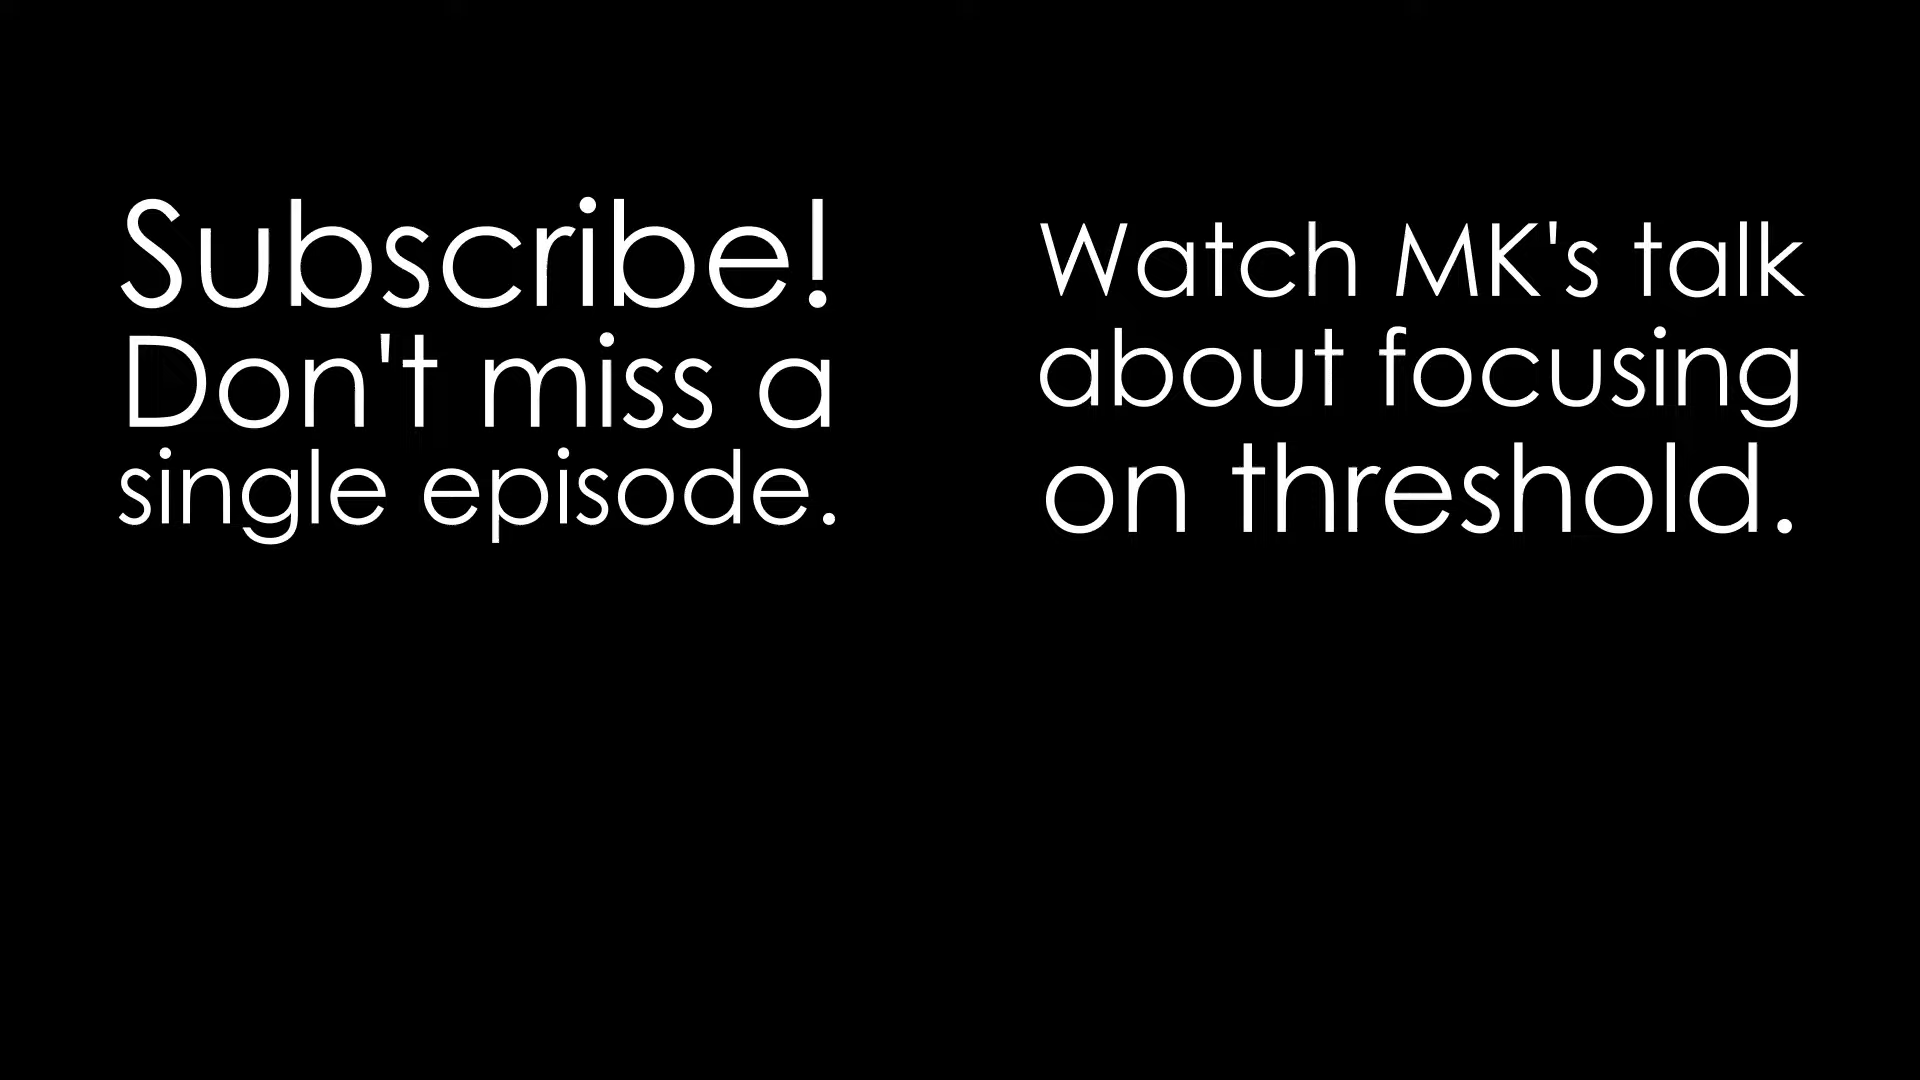 Subscribe!
Don't miss a
single episode.
Watch MK's talk
about focusing
on threshold.